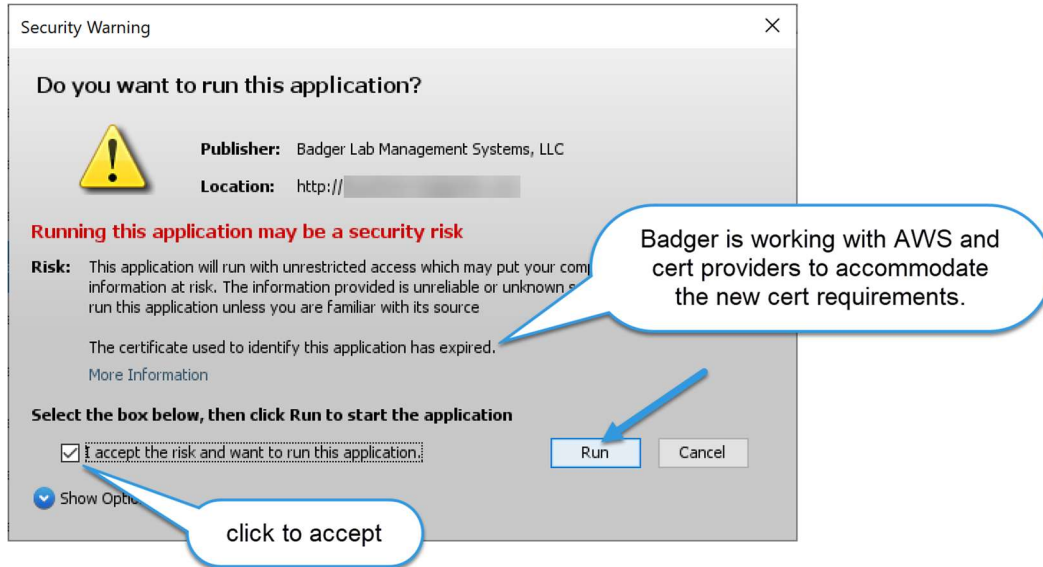 Security Warning
Do you want to run this application?
Publisher: Badger Lab Management Systems, LLC
Location: http://
Running this application may be a security risk
Risk: This application will run with unrestricted access which may put your
information at risk. The information provided is unreliable or unknown
run this application unless you are familiar with its source
The certificate used to identify this application has expired.
More Information
Badger is working with AWS and
cert providers to accommodate
the new cert requirements.
Select the box below, then click Run to start the application
I accept the risk and want to run this application.
Run
Cancel
Show
click to accept